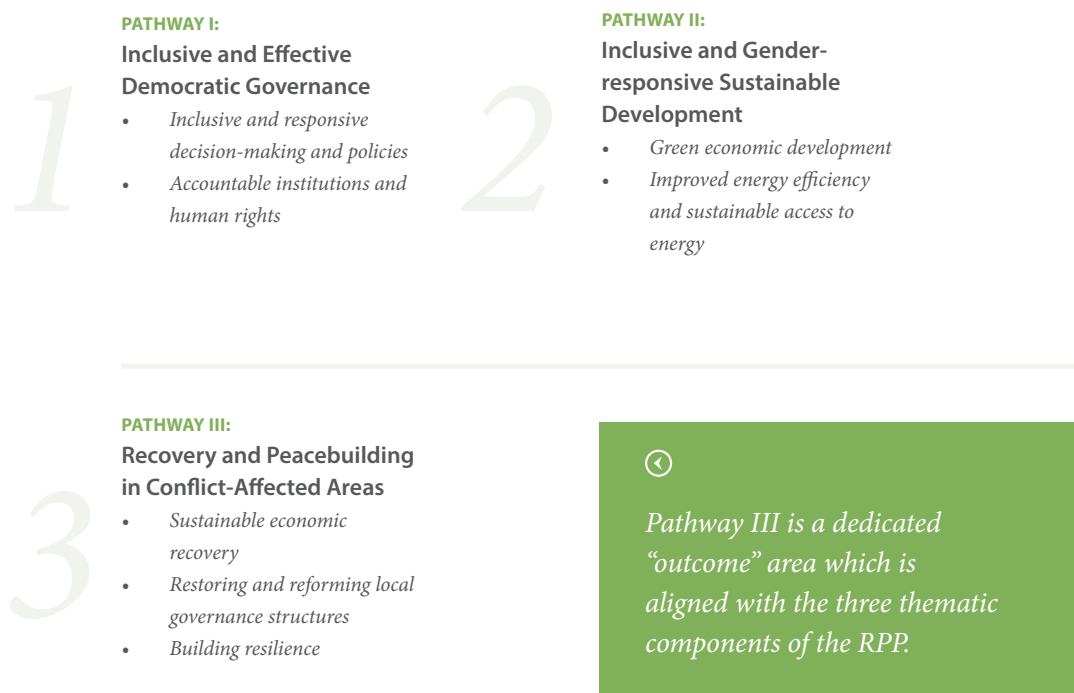 1
PATHWAY I:
Inclusive and Effective
Democratic Governance
• Inclusive and responsive
decision-making and policies
• Accountable institutions and
human rights
2
PATHWAY II:
Inclusive and Gender-
responsive Sustainable
Development
• Green economic development
• Improved energy efficiency
and sustainable access to
energy
3
PATHWAY III:
Recovery and Peacebuilding
in Conflict-Affected Areas
• Sustainable economic
recovery
• Restoring and reforming local
governance structures
• Building resilience
Pathway III is a dedicated
“outcome” area which is
aligned with the three thematic
components of the RPP.